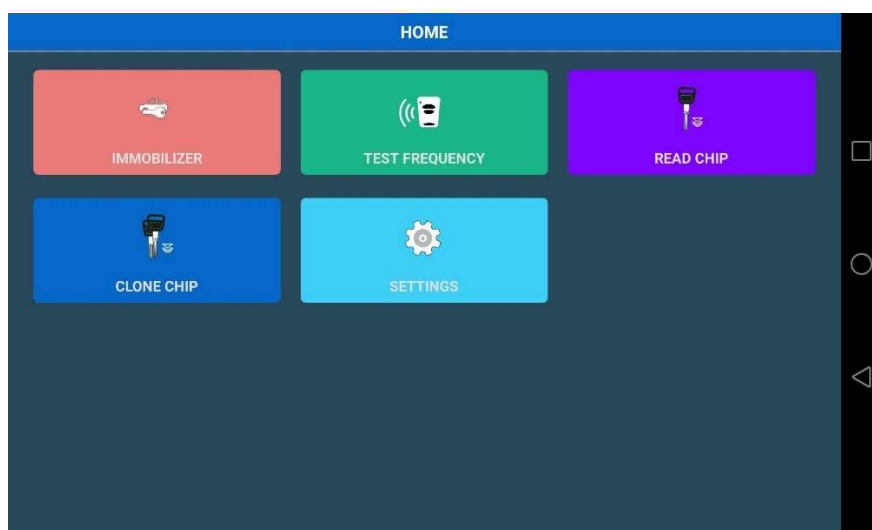 HOME
IMMOBILIZER
TEST FREQUENCY
READ CHIP
CLONE CHIP
SETTINGS